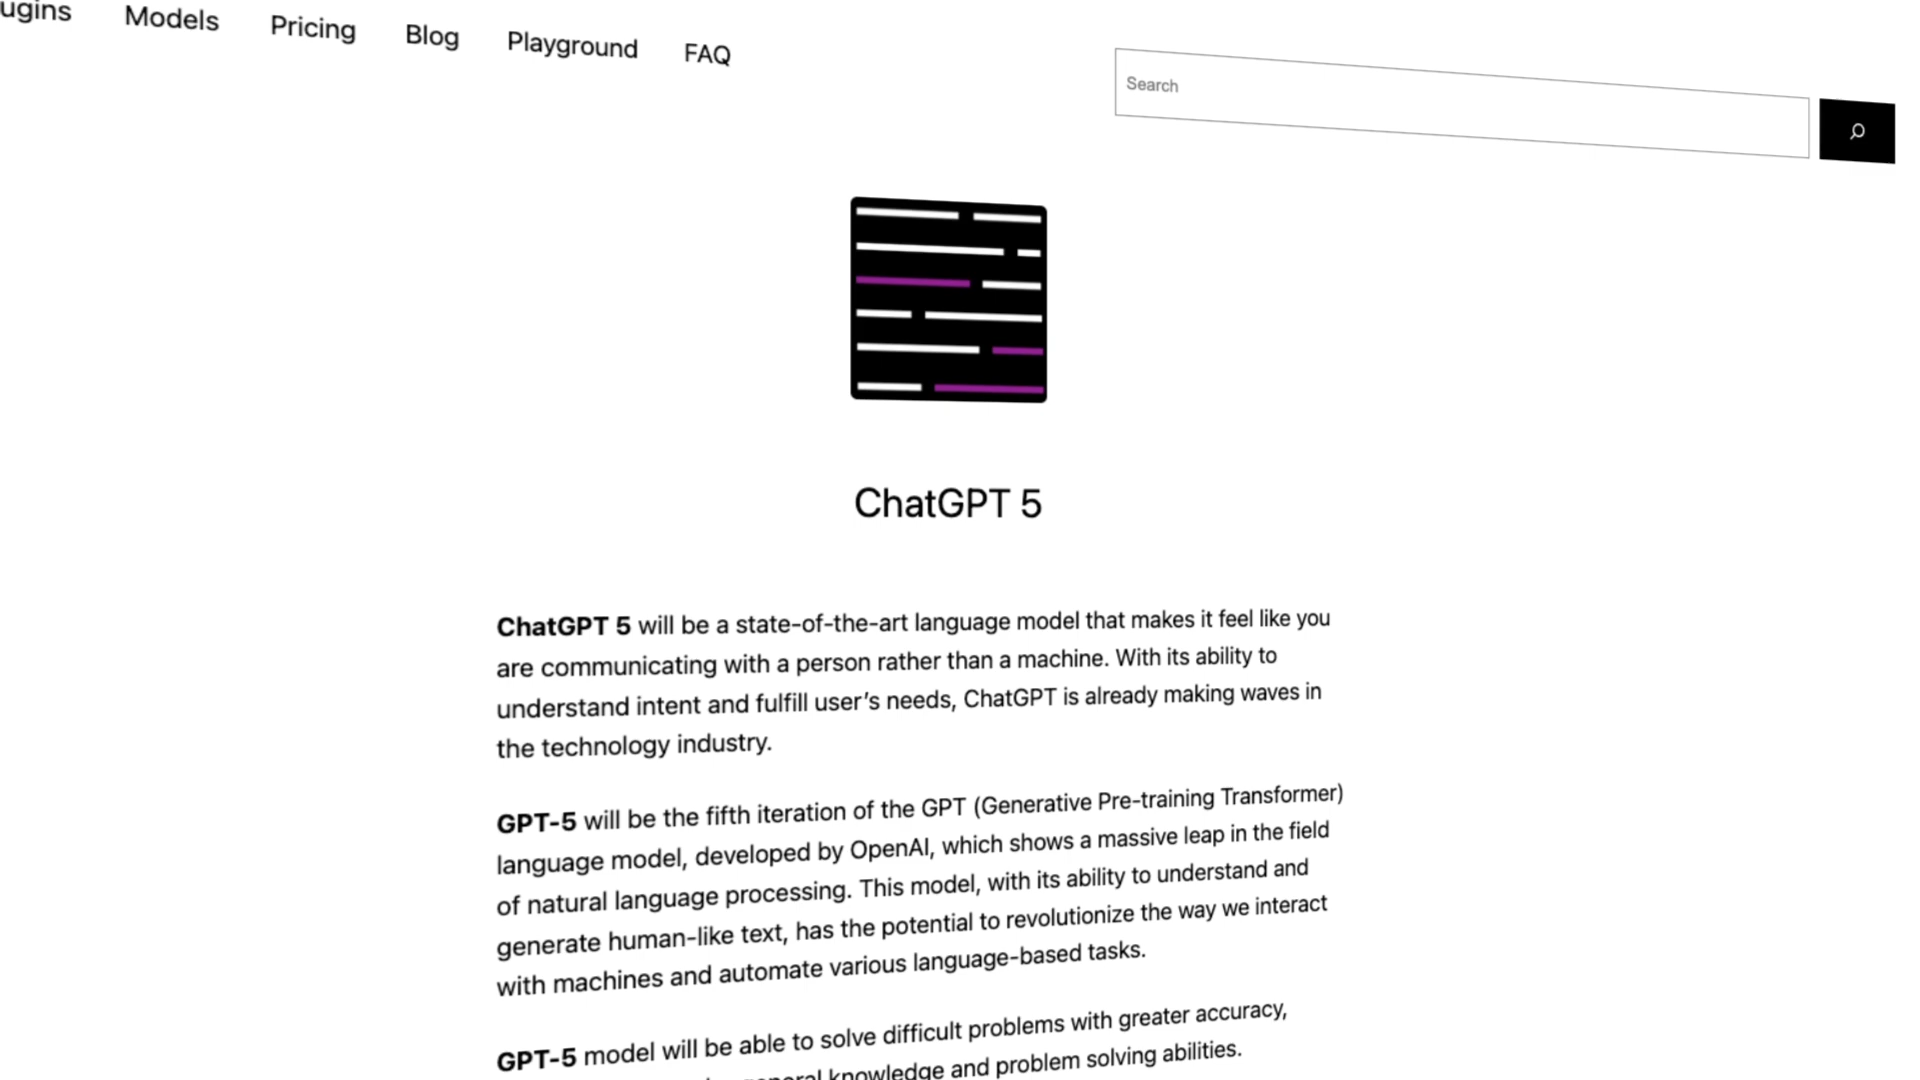 ugins Models Pricing Blog Playground FAQ
Search
ChatGPT 5
ChatGPT 5 will be a state-of-the-art language model that makes it feel like you
are communicating with a person rather than a machine. With its ability to
understand intent and fulfill user’s needs, ChatGPT is already making waves in
the technology industry.
GPT-5 will be the fifth iteration of the GPT (Generative Pre-training Transformer)
language model, developed by OpenAI, which shows a massive leap in the field
of natural language processing. This model, with its ability to understand and
generate human-like text, has the potential to revolutionize the way we interact
with machines and automate various language-based tasks.
GPT-5 model will be able to solve difficult problems with greater accuracy,
knowledge and problem solving abilities.